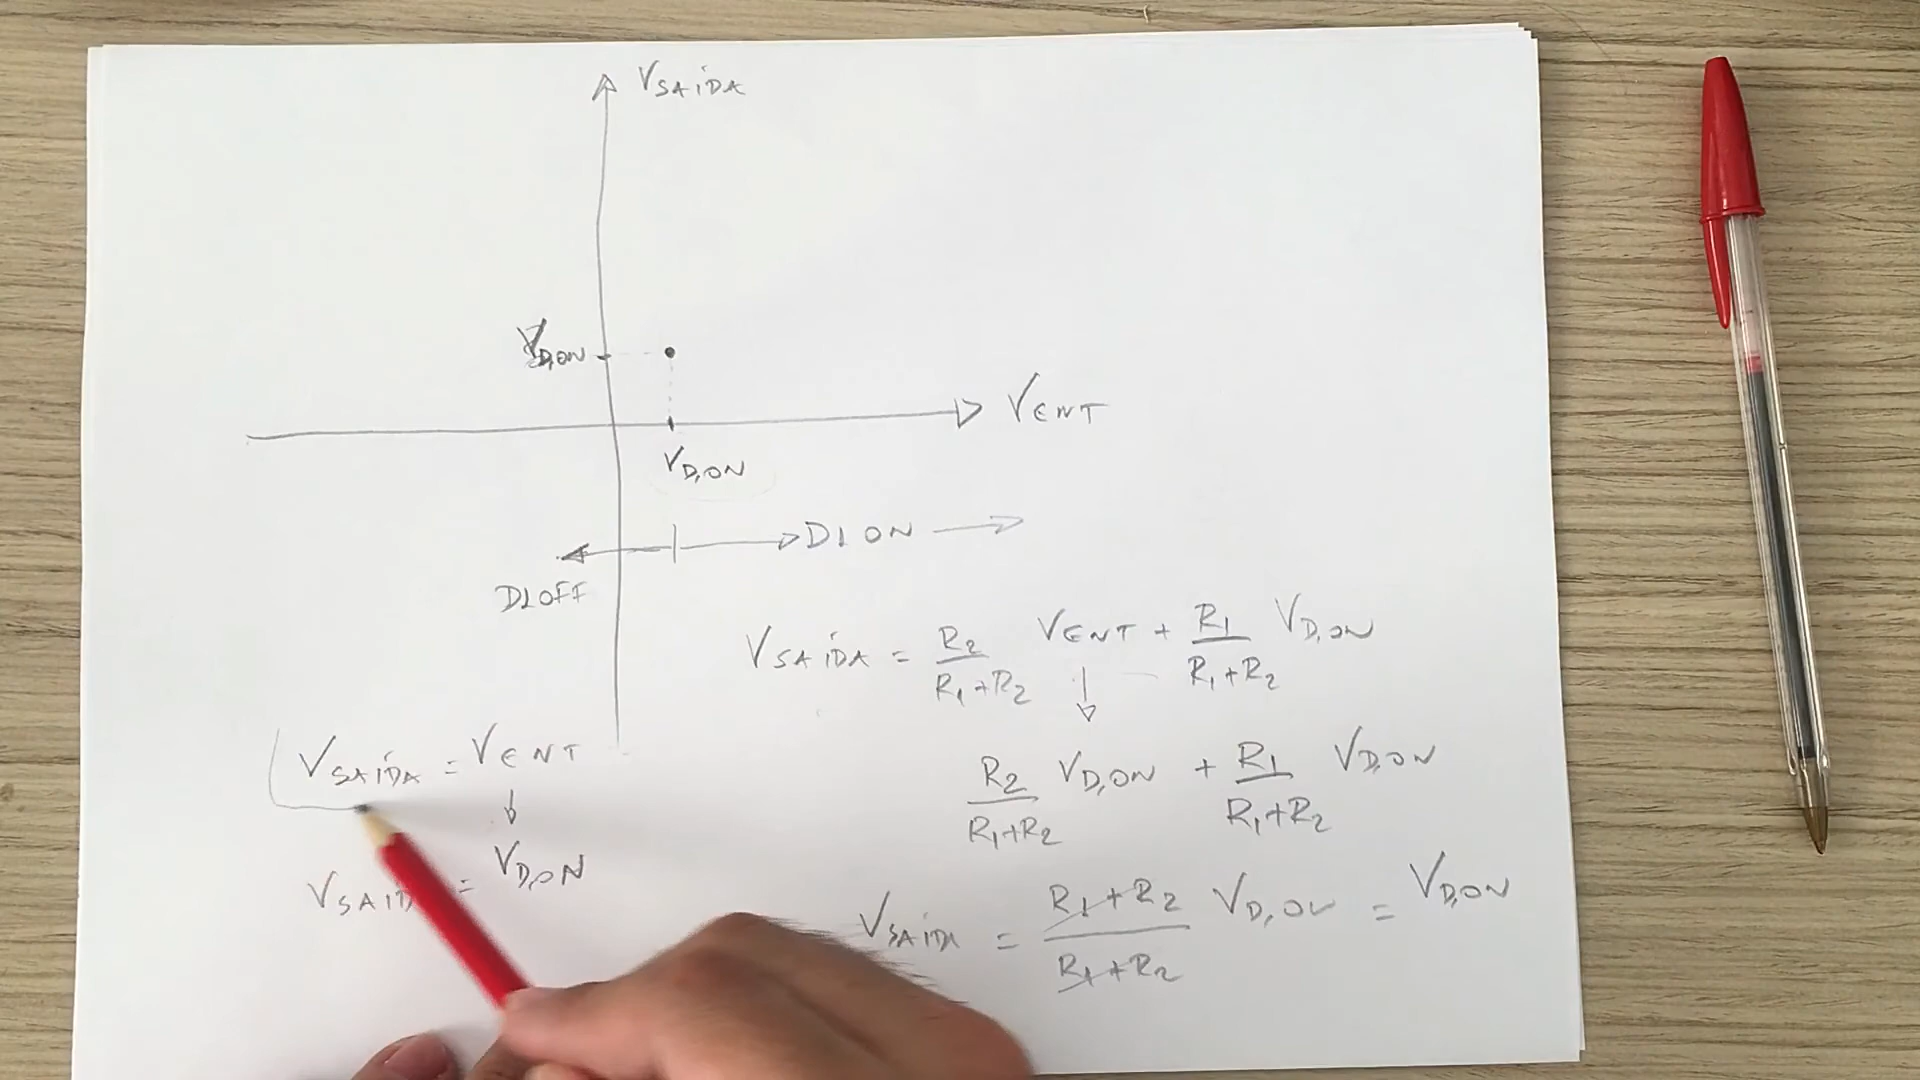 VSAÍDA
VD,ON
VENT
VD,ON
D1 ON
D1 OFF
VSAÍDA = R2/(R1+R2) VENT + R1/(R1+R2) VD,ON
VSAÍDA = VENT
R2/(R1+R2) VD,ON + R1/(R1+R2) VD,ON
VSAID = VD,ON
VSAÍDA = (R1+R2)/(R1+R2) VD,ON = VD,ON